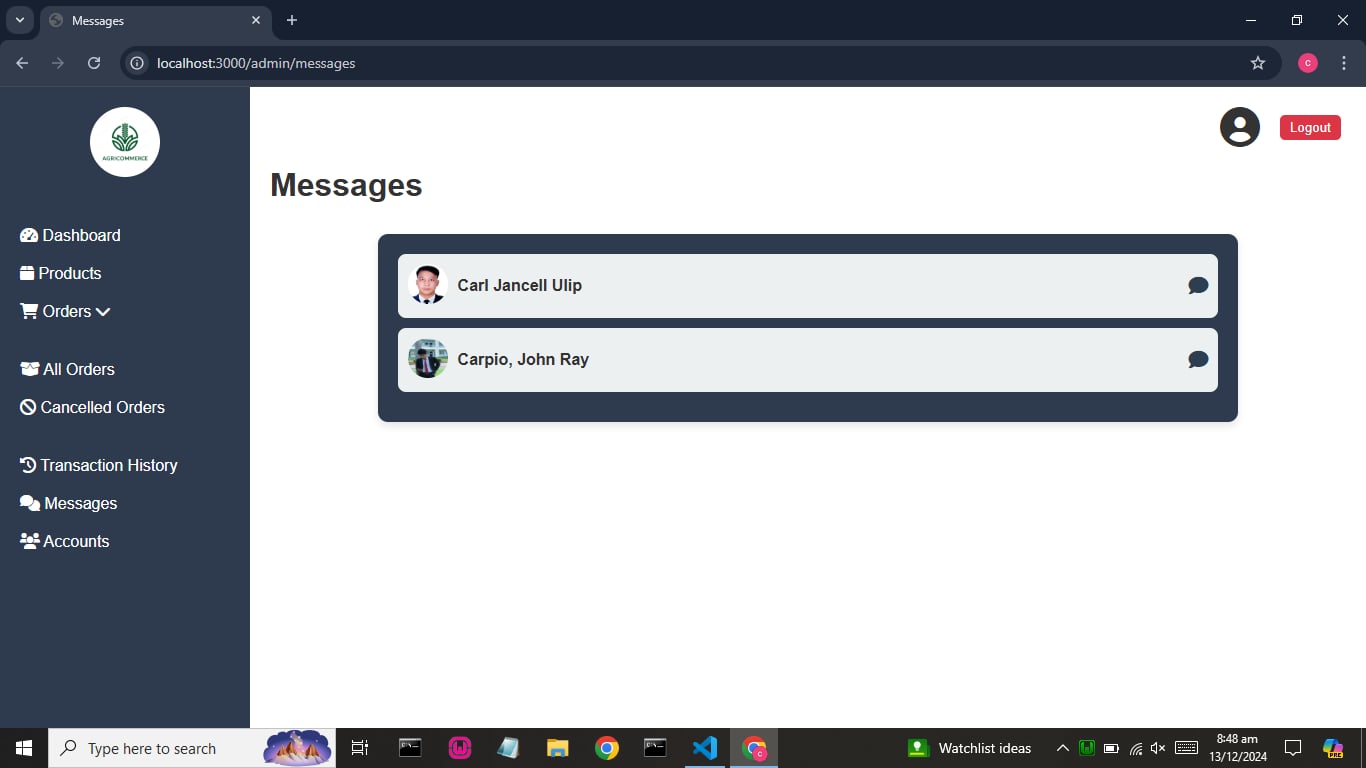 Messages
localhost:3000/admin/messages
c
AGRICOMMERCE
Logout
Messages
Dashboard
Products
Orders
All Orders
Cancelled Orders
Transaction History
Messages
Accounts
Carl Jancell Ulip
Carpio, John Ray
Type here to search
C:\_
C:\_
c
Watchlist ideas
8:48 am
13/12/2024
PRE